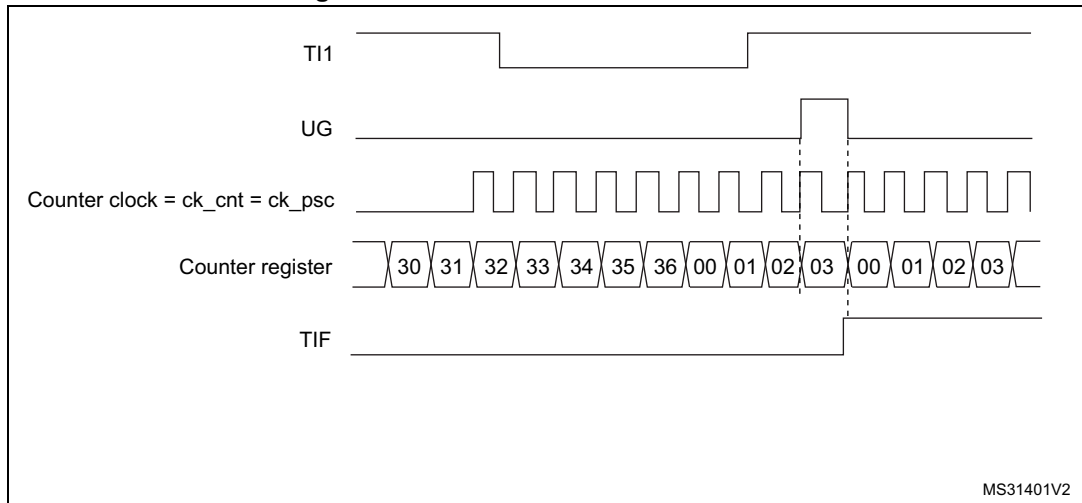 TI1
UG
Counter clock = ck_cnt = ck_psc
Counter register 30 31 32 33 34 35 36 00 01 02 03 00 01 02 03
TIF
MS31401V2